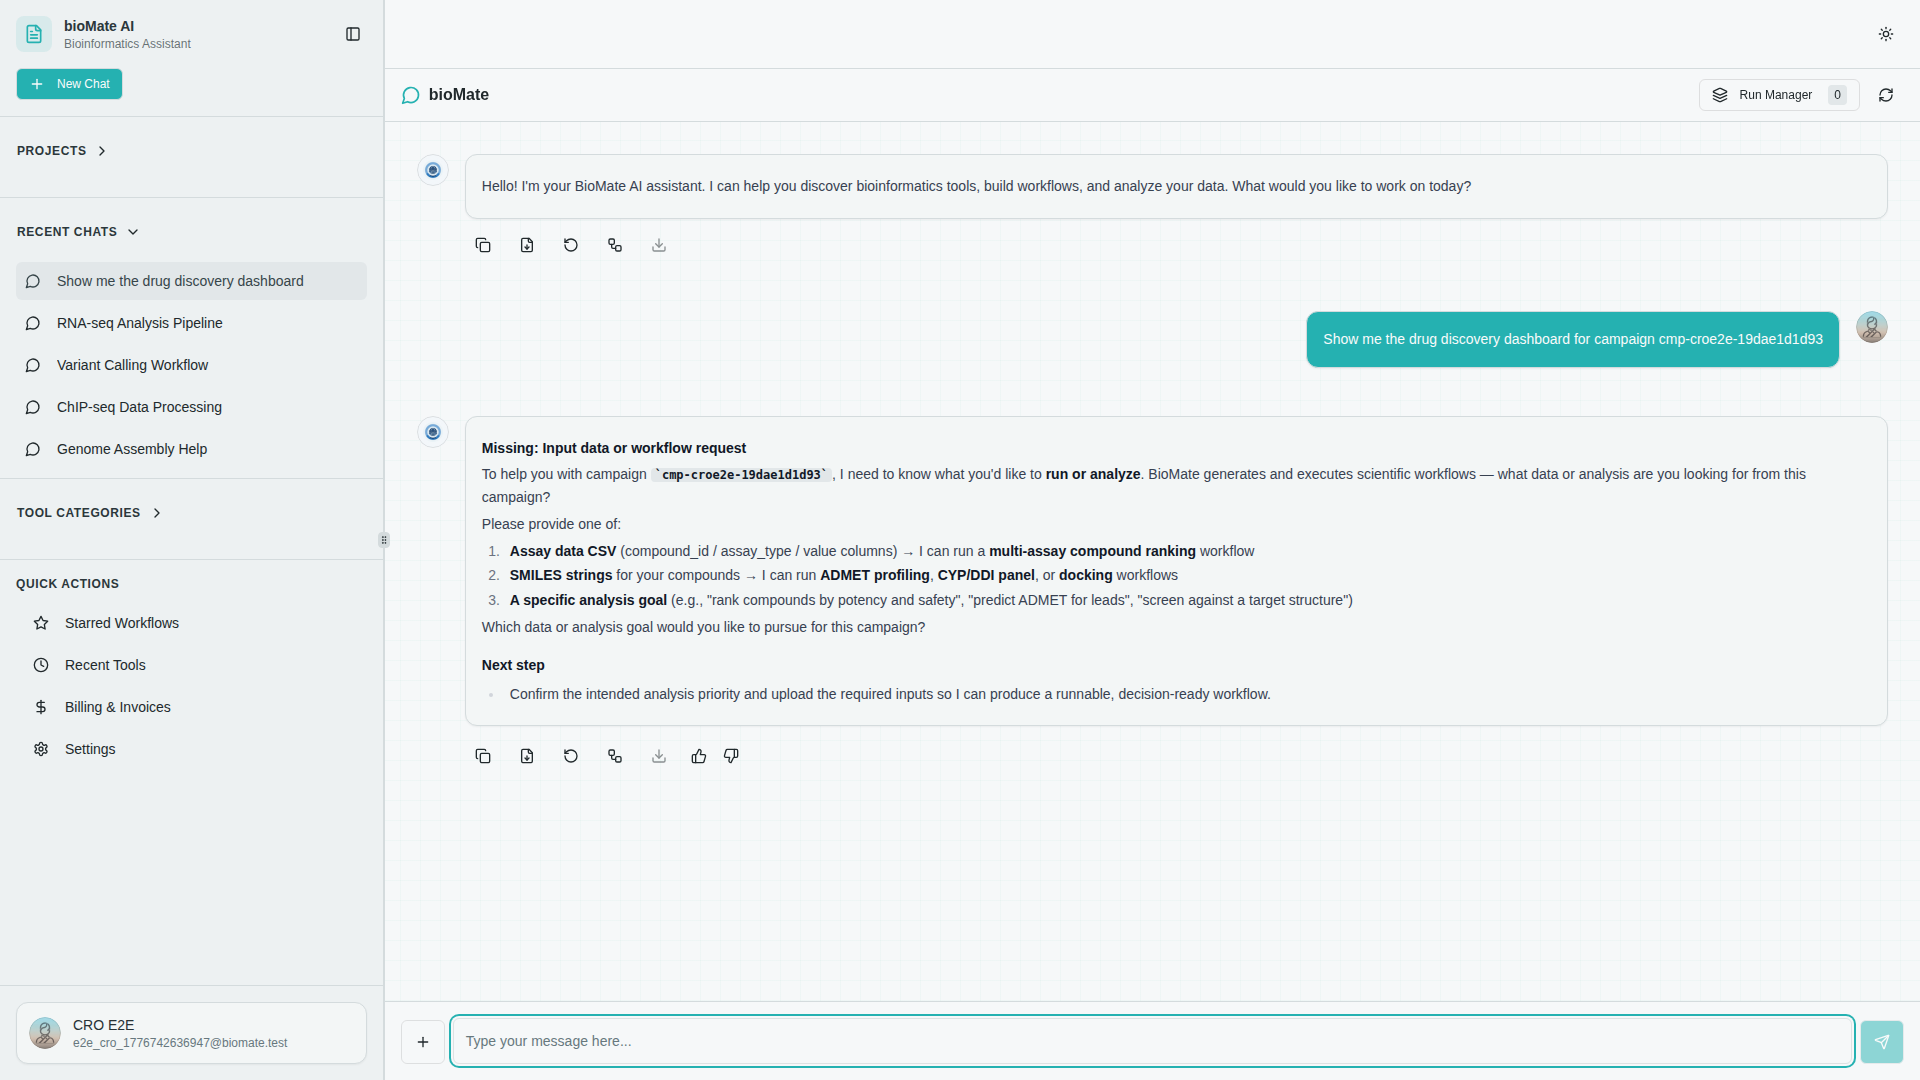 bioMate AI
Bioinformatics Assistant
New Chat
PROJECTS
RECENT CHATS
Show me the drug discovery dashboard
RNA-seq Analysis Pipeline
Variant Calling Workflow
ChIP-seq Data Processing
Genome Assembly Help
TOOL CATEGORIES
QUICK ACTIONS
Starred Workflows
Recent Tools
Billing & Invoices
Settings
CRO E2E
e2e_cro_1776742636947@biomate.test
bioMate
Run Manager 0
Hello! I'm your BioMate AI assistant. I can help you discover bioinformatics tools, build workflows, and analyze your data. What would you like to work on today?
Show me the drug discovery dashboard for campaign cmp-croe2e-19dae1d1d93
Missing: Input data or workflow request
To help you with campaign `cmp-croe2e-19dae1d1d93`, I need to know what you'd like to run or analyze. BioMate generates and executes scientific workflows — what data or analysis are you looking for from this
campaign?
Please provide one of:
1. Assay data CSV (compound_id / assay_type / value columns) → I can run a multi-assay compound ranking workflow
2. SMILES strings for your compounds → I can run ADMET profiling, CYP/DDI panel, or docking workflows
3. A specific analysis goal (e.g., "rank compounds by potency and safety", "predict ADMET for leads", "screen against a target structure")
Which data or analysis goal would you like to pursue for this campaign?
Next step
Confirm the intended analysis priority and upload the required inputs so I can produce a runnable, decision-ready workflow.
Type your message here...